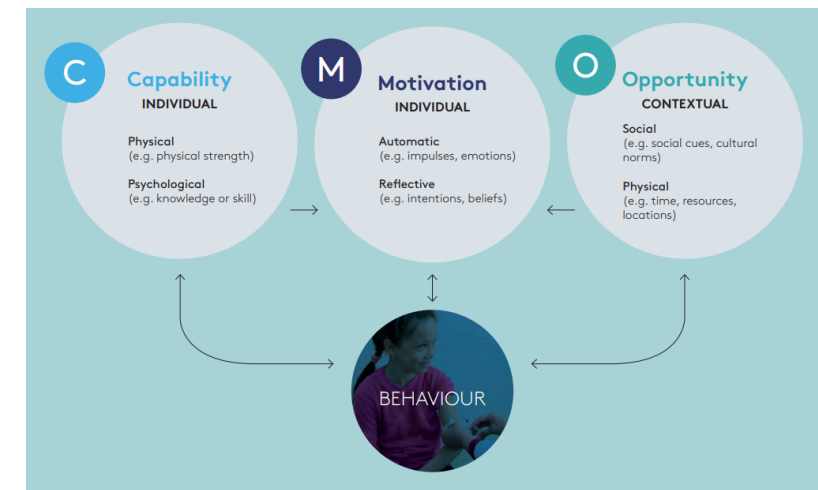 C
Capability
INDIVIDUAL
Physical
(e.g. physical strength)
Psychological
(e.g. knowledge or skill)
M
Motivation
INDIVIDUAL
Automatic
(e.g. impulses, emotions)
Reflective
(e.g. intentions, beliefs)
O
Opportunity
CONTEXTUAL
Social
(e.g. social cues, cultural
norms)
Physical
(e.g. time, resources,
locations)
BEHAVIOUR